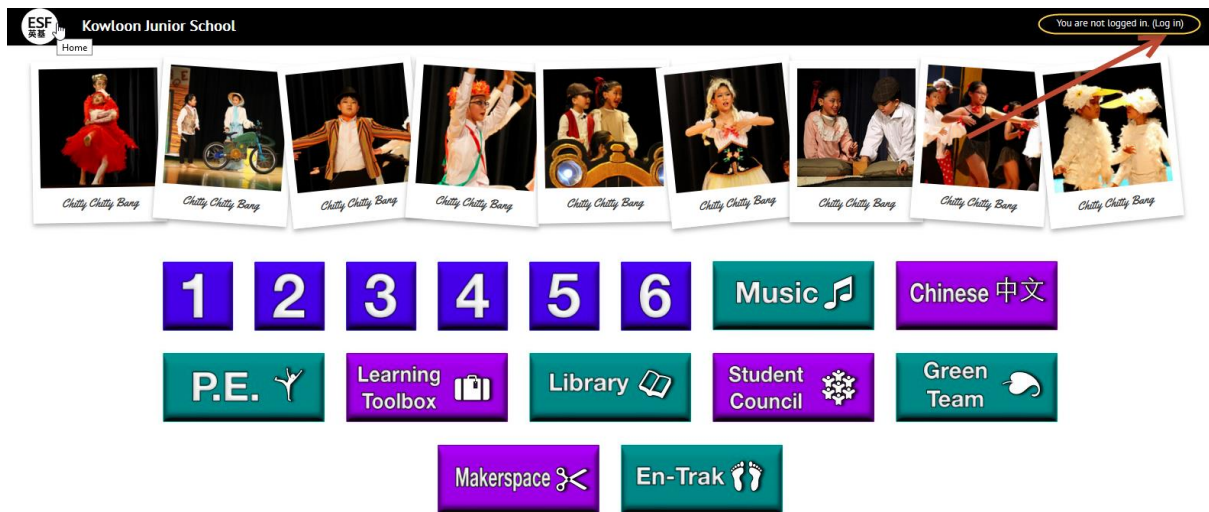 ESF
英基
Kowloon Junior School
You are not logged in. (Log in)
Home
Chitty Chitty Bang
Chitty Chitty Bang
Chitty Chitty Bang
Chitty Chitty Bang
Chitty Chitty Bang
Chitty Chitty Bang
Chitty Chitty Bang
Chitty Chitty Bang
Chitty Chitty Bang
1 2 3 4 5 6 Music Chinese 中文
P.E.
Learning
Toolbox
Library
Student
Council
Green
Team
Makerspace En-Trak